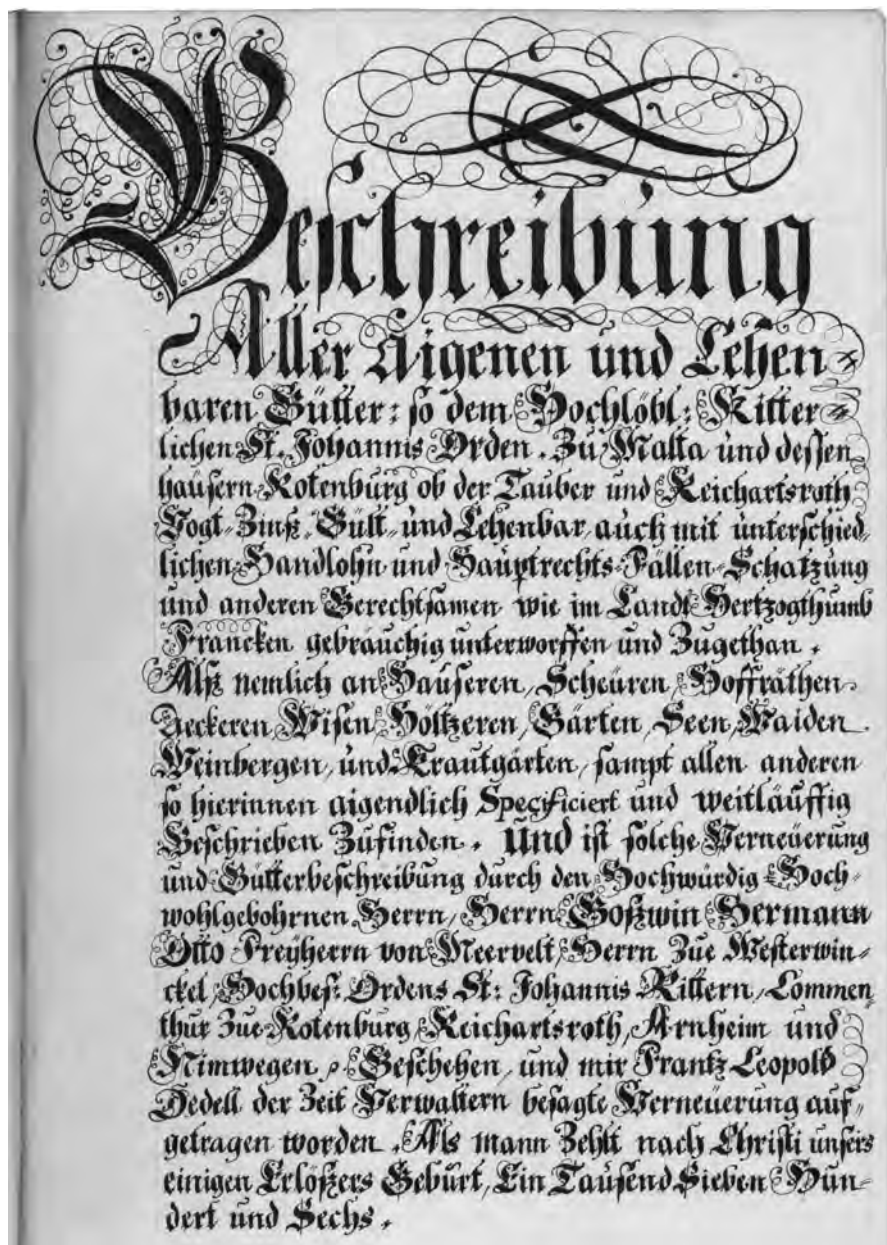 Beschreibung
Aller Aigenen und Lehen-
baren Gütter: so dem Hochlöbl: Ritter-
lichen St. Johannis Orden. Zu Malta und dessen
häusern Rotenburg ob der Tauber und Reichartsroth
Vogt-Zinß-Gült-und Lehenbar, auch mit unterschied-
lichen Handlohn und Hauptrechts-Fällen-Schatzung
und anderen Gerechtsamen wie im Landt Hertzogthumb
Francken gebräuchig unterworffen und Zugethan.
Alß nemlich an Häuseren, Scheüren, Hoffräthen
Aeckeren, Wisen, Höltzeren, Gärten, Seen, Waiden
Weinbergen, und Krautgärten, sampt allen anderen
so hierinnen aigendlich Specificiert und weitläuffig
Beschrieben Zufinden. Und ist solche Verneüerung
und Gütterbeschreibung durch den Hochwürdig-Hoch-
wohlgebohrnen Herrn, Herrn Goßwin Hermann
Otto Freyherrn von Meervelt, Herrn Zue Westerwin-
ckel, Hochbes: Ordens St: Johannis Rittern, Commen-
thur Zue Rotenburg, Reichartsroth, Arnheim und
Nimwegen, Geschehen, und mir Frantz Leopold
Dedell der Zeit Verwaltern besagte Verneüerung auf-
getragen worden. Als mann Zehlt nach Christi unsers
einigen Erlößers Gebürt, Ein Taußend Sieben Hun-
dert und Sechs.